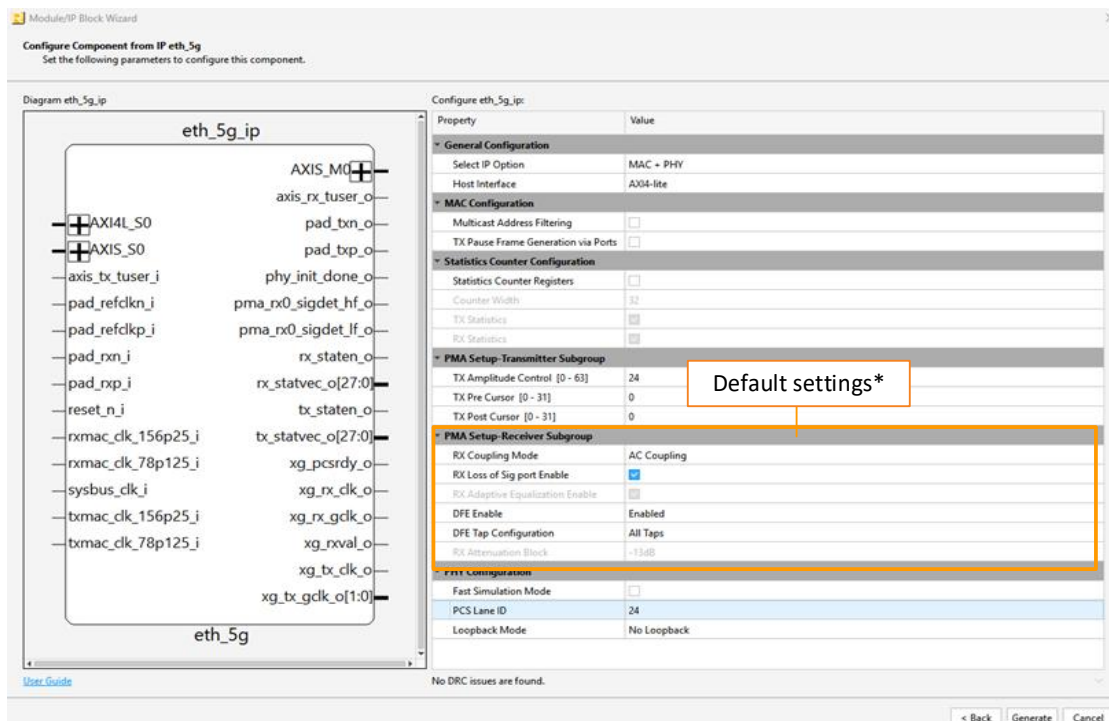 Module/IP Block Wizard
Configure Component from IP eth_5g
Set the following parameters to configure this component.
Diagram eth_5g_ip
eth_5g_ip
AXIS_M0
axis_rx_tuser_o
AXI4L_S0 pad_txn_o
AXIS_S0 pad_txp_o
axis_tx_tuser_i phy_init_done_o
pad_refclkn_i pma_rx0_sigdet_hf_o
pad_refclkp_i pma_rx0_sigdet_lf_o
pad_rxn_i rx_staten_o
pad_rxp_i rx_statvec_o[27:0]
reset_n_i tx_staten_o
rxmac_clk_156p25_i tx_statvec_o[27:0]
rxmac_clk_78p125_i xg_pcsrdy_o
sysbus_clk_i xg_rx_clk_o
txmac_clk_156p25_i xg_rx_gclk_o
txmac_clk_78p125_i xg_rxval_o
xg_tx_clk_o
xg_tx_gclk_o[1:0]
eth_5g
User Guide
Configure eth_5g_ip:
Property Value
General Configuration
Select IP Option MAC + PHY
Host Interface AXI4-lite
MAC Configuration
Multicast Address Filtering
TX Pause Frame Generation via Ports
Statistics Counter Configuration
Statistics Counter Registers
Counter Width 32
TX Statistics
RX Statistics
PMA Setup-Transmitter Subgroup
TX Amplitude Control [0 - 63] 24
TX Pre Cursor [0 - 31] 0
TX Post Cursor [0 - 31] 0
Default settings*
PMA Setup-Receiver Subgroup
RX Coupling Mode AC Coupling
RX Loss of Sig port Enable
RX Adaptive Equalization Enable
DFE Enable Enabled
DFE Tap Configuration All Taps
RX Attenuation Block -13dB
PHY Configuration
Fast Simulation Mode
PCS Lane ID 24
Loopback Mode No Loopback
No DRC issues are found.
< Back Generate Cancel